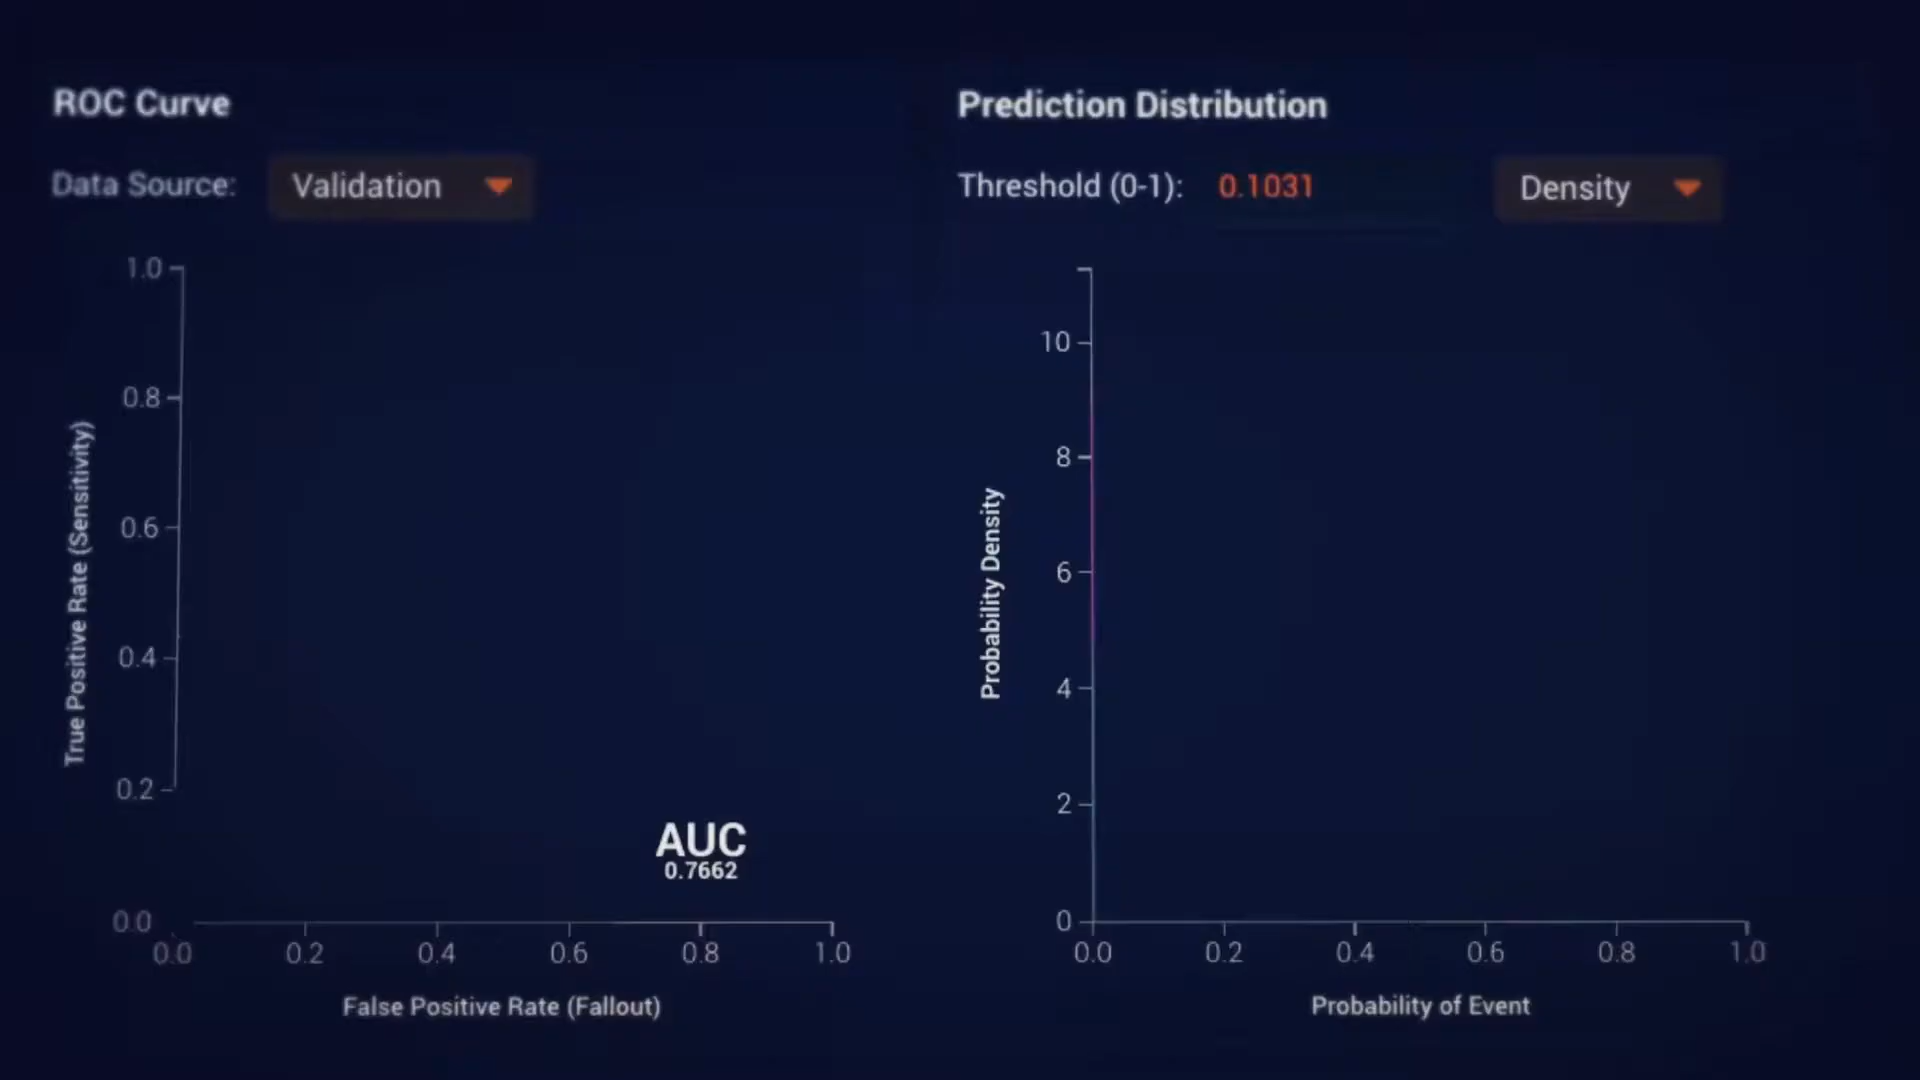 ROC Curve
Data Source: Validation
1.0
0.8
0.6
0.4
0.2
0.0
True Positive Rate (Sensitivity)
AUC
0.7662
0.0 0.2 0.4 0.6 0.8 1.0
False Positive Rate (Fallout)
Prediction Distribution
Threshold (0-1): 0.1031 Density
10
8
6
4
2
0
Probability Density
0.0 0.2 0.4 0.6 0.8 1.0
Probability of Event